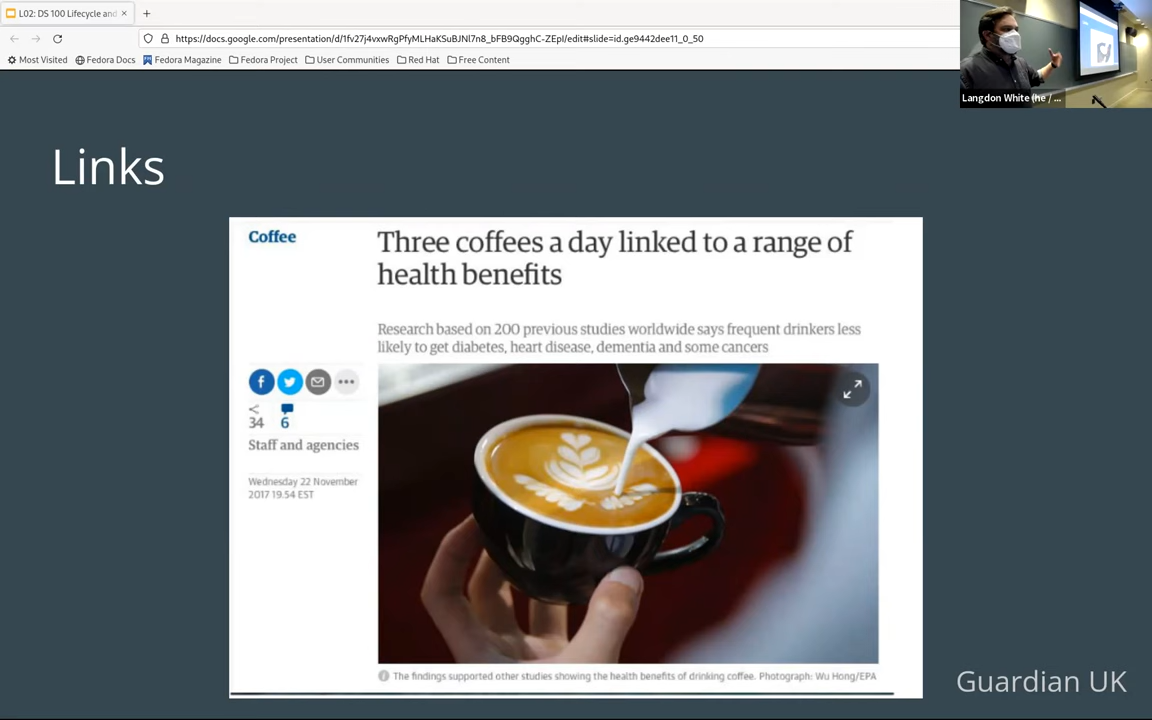 L02: DS 100 Lifecycle and
https://docs.google.com/presentation/d/1fv27j4vxwRgPfyMLHaKSuBJNl7n8_bFB9QgghC-ZEpI/edit#slide=id.ge9442dee11_0_50
Most Visited Fedora Docs Fedora Magazine Fedora Project User Communities Red Hat Free Content
Langdon White (he / ...
Links
Coffee
Three coffees a day linked to a range of
health benefits
Research based on 200 previous studies worldwide says frequent drinkers less
likely to get diabetes, heart disease, dementia and some cancers
34 6
Staff and agencies
Wednesday 22 November
2017 19.54 EST
The findings supported other studies showing the health benefits of drinking coffee. Photograph: Wu Hong/EPA
Guardian UK